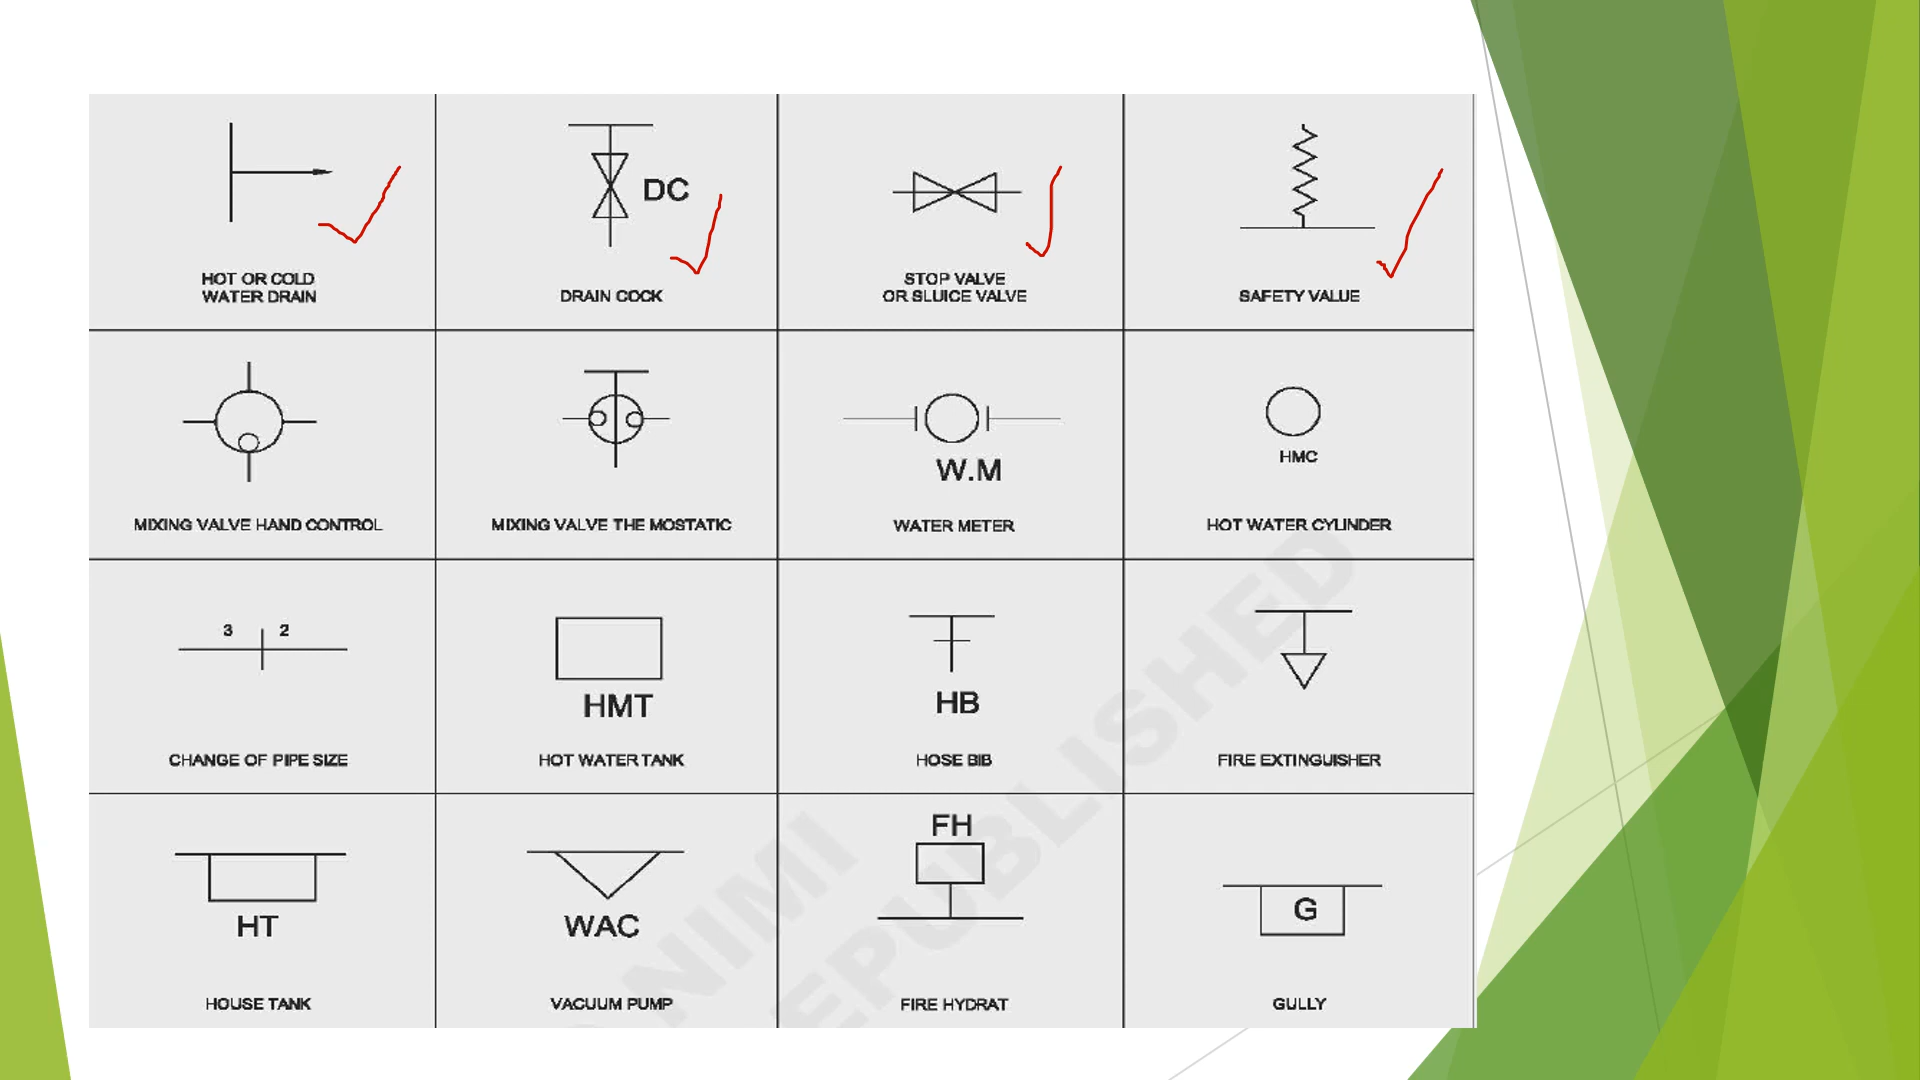 DC
HOT OR COLD
WATER DRAIN
DRAIN COCK
STOP VALVE
OR SLUICE VALVE
SAFETY VALUE
W.M
HMC
MIXING VALVE HAND CONTROL
MIXING VALVE THE MOSTATIC
WATER METER
HOT WATER CYLINDER
3 2
HMT
HB
CHANGE OF PIPE SIZE
HOT WATER TANK
HOSE BIB
FIRE EXTINGUISHER
FH
HT
WAC
G
HOUSE TANK
VACUUM PUMP
FIRE HYDRAT
GULLY
NIMI
EPUBLISHED